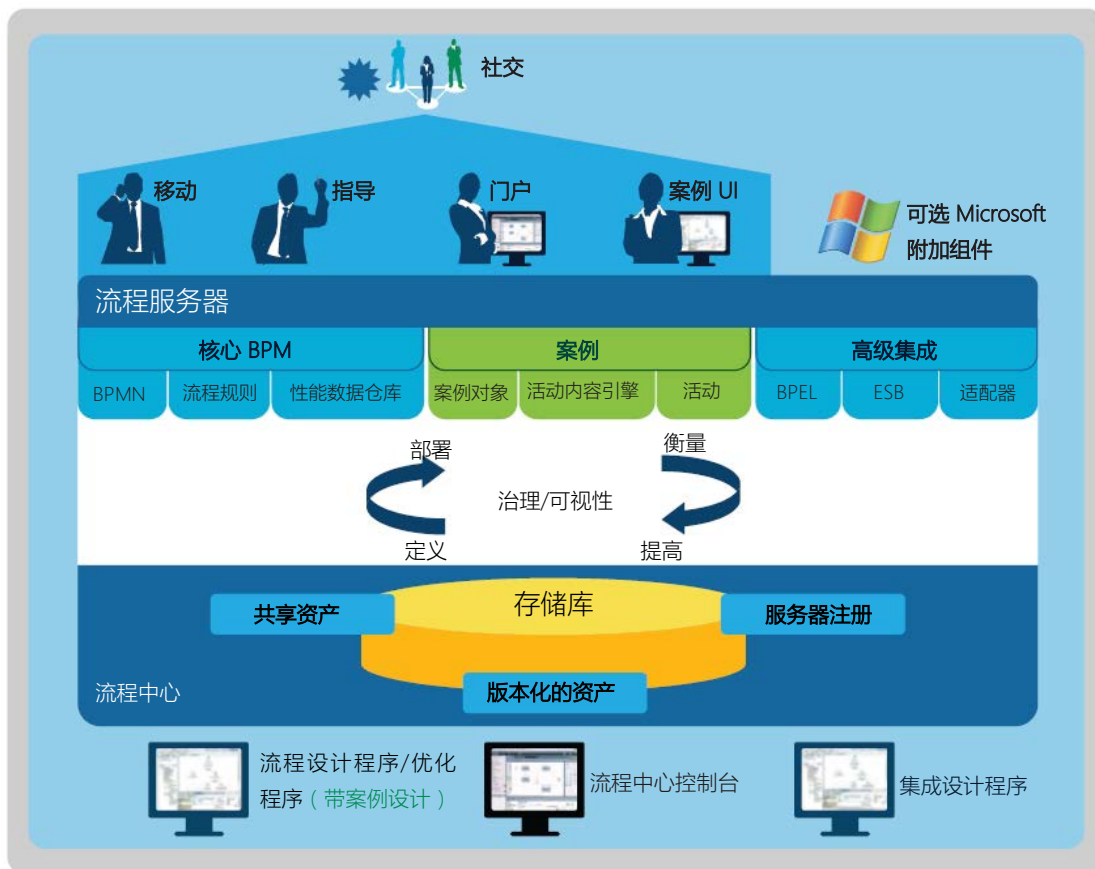 社交
移动
指导
门户
案例 UI
可选 Microsoft
附加组件
流程服务器
核心 BPM
案例
高级集成
BPMN
流程规则
性能数据仓库
案例对象
活动内容引擎
活动
BPEL
ESB
适配器
部署
衡量
治理/可视性
定义
提高
存储库
共享资产
服务器注册
版本化的资产
流程中心
流程设计程序/优化
程序（带案例设计）
流程中心控制台
集成设计程序